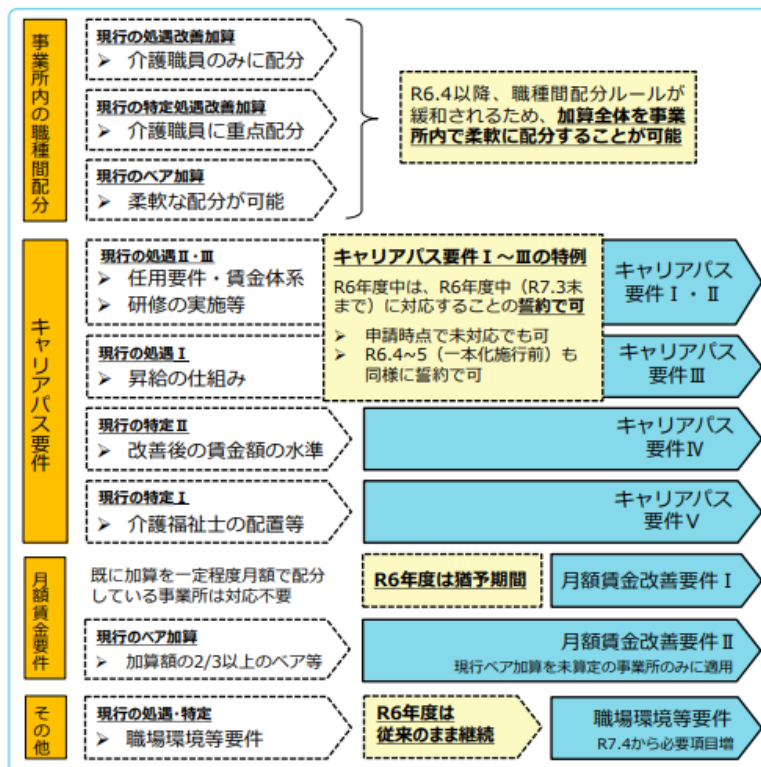 事業所内の職種間配分
現行の処遇改善加算
➢ 介護職員のみに配分
現行の特定処遇改善加算
➢ 介護職員に重点配分
現行のベア加算
➢ 柔軟な配分が可能
R6.4以降、職種間配分ルールが
緩和されるため、加算全体を事業
所内で柔軟に配分することが可能
キャリアパス要件
現行の処遇Ⅱ・Ⅲ
➢ 任用要件・賃金体系
➢ 研修の実施等
キャリアパス要件Ⅰ～Ⅲの特例
R6年度中は、R6年度中（R7.3末
まで）に対応することの誓約で可
➢ 申請時点で未対応でも可
➢ R6.4~5（一本化施行前）も
同様に誓約で可
キャリアパス
要件Ⅰ・Ⅱ
現行の処遇Ⅰ
➢ 昇給の仕組み
キャリアパス
要件Ⅲ
現行の特定Ⅱ
➢ 改善後の賃金額の水準
キャリアパス
要件Ⅳ
現行の特定Ⅰ
➢ 介護福祉士の配置等
キャリアパス
要件Ⅴ
月額賃金要件
既に加算を一定程度月額で配分
している事業所は対応不要
R6年度は猶予期間
月額賃金改善要件Ⅰ
現行のベア加算
➢ 加算額の2/3以上のベア等
月額賃金改善要件Ⅱ
現行ベア加算を未算定の事業所のみに適用
その他
現行の処遇・特定
➢ 職場環境等要件
R6年度は
従来のまま継続
職場環境等要件
R7.4から必要項目増